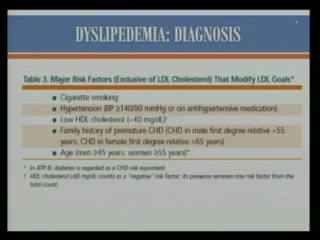 DYSLIPEDEMIA: DIAGNOSIS
Table 3. Major Risk Factors (Exclusive of LDL Cholesterol) That Modify LDL Goals*
■ Cigarette smoking
■ Hypertension (BP ≥140/90 mmHg or on antihypertensive medication)
■ Low HDL cholesterol (<40 mg/dL)†
■ Family history of premature CHD (CHD in male first degree relative <55
years; CHD in female first degree relative <65 years)
■ Age (men ≥45 years; women ≥55 years)*
* In ATP III, diabetes is regarded as a CHD risk equivalent.
† HDL cholesterol ≥60 mg/dL counts as a "negative" risk factor; its presence removes one risk factor from the
total count.